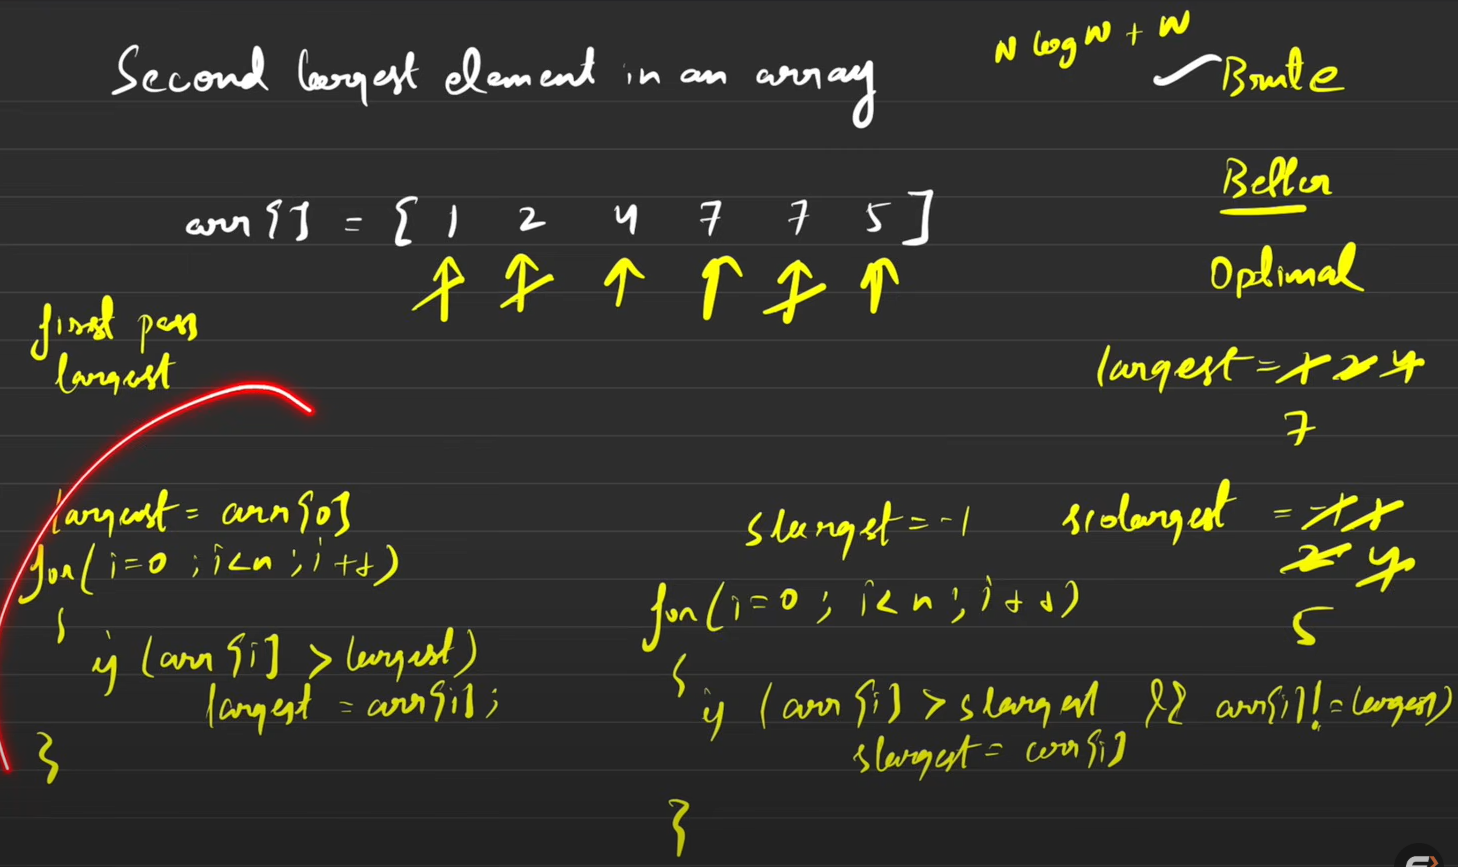 Second largest element in an array
N log N + N
Brute
Better
Optimal
arr[] = [ 1 2 4 7 7 5 ]
first pass
largest
largest = 1 2 4
7
largest = arr[0]
for( i=0 ; i<n ; i++)
{
if (arr[i] > largest)
largest = arr[i];
}
slargest = -1
for( i=0 ; i<n ; i++)
{
if (arr[i] > slargest && arr[i] != largest)
slargest = arr[i]
}
slargest = -1 1
2 4
5